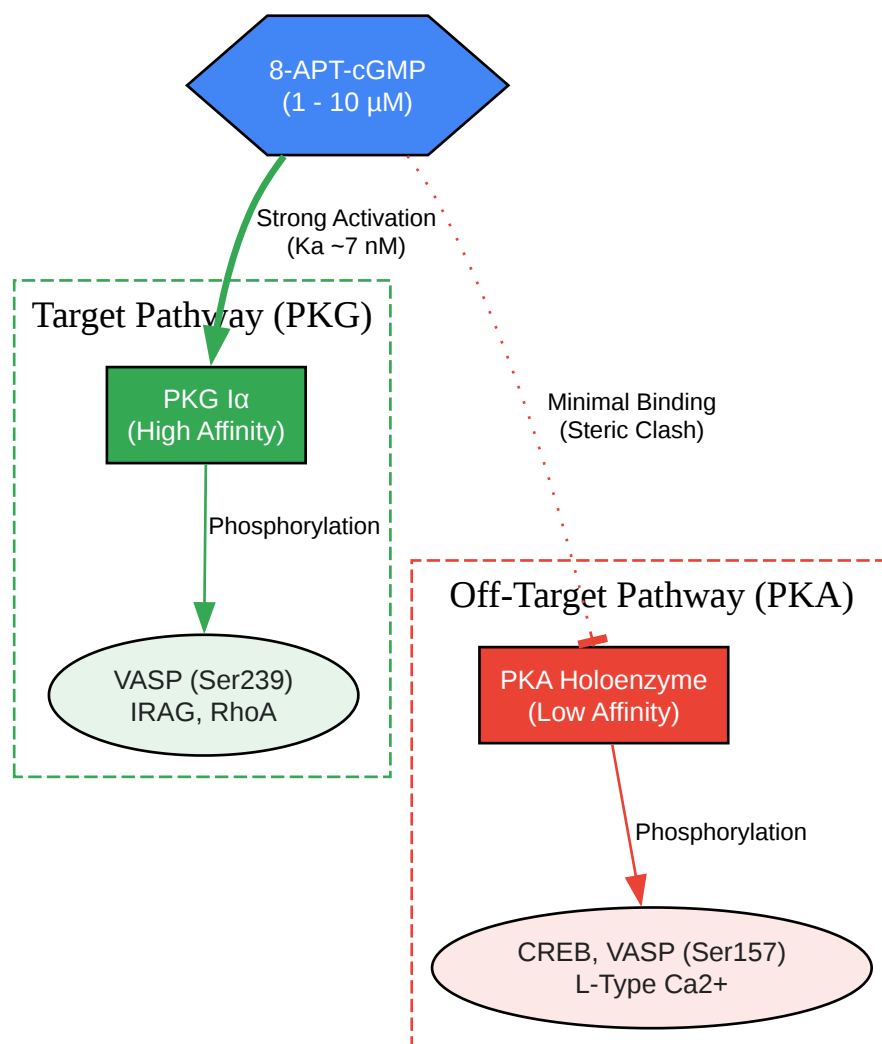 8-APT-cGMP
(1 - 10 µM)
Strong Activation
(Ka ~7 nM)
Target Pathway (PKG)
PKG Iα
(High Affinity)
Minimal Binding
(Steric Clash)
Phosphorylation
Off-Target Pathway (PKA)
VASP (Ser239)
IRAG, RhoA
PKA Holoenzyme
(Low Affinity)
Phosphorylation
CREB, VASP (Ser157)
L-Type Ca2+